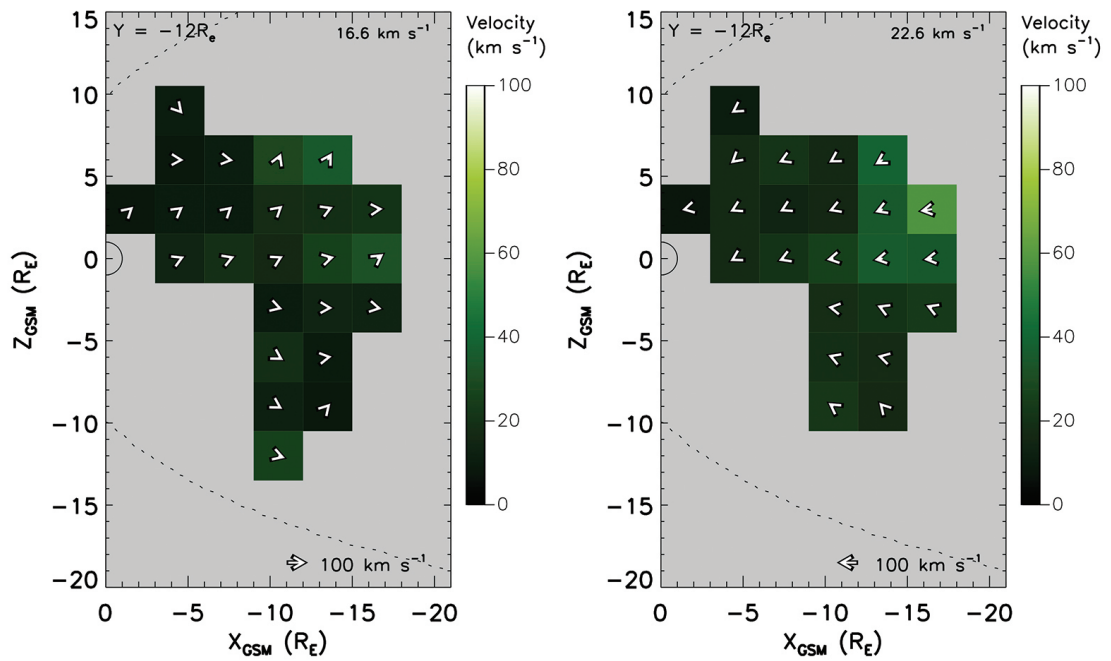 Y = −12Rₑ
16.6 km s⁻¹
Velocity
(km s⁻¹)
15
10
5
0
−5
−10
−15
−20
Z_GSM (R_E)
100
80
60
40
20
0
100 km s⁻¹
0
−5
−10
−15
−20
X_GSM (R_E)
Y = −12Rₑ
22.6 km s⁻¹
Velocity
(km s⁻¹)
15
10
5
0
−5
−10
−15
−20
Z_GSM (R_E)
100
80
60
40
20
0
100 km s⁻¹
0
−5
−10
−15
−20
X_GSM (R_E)